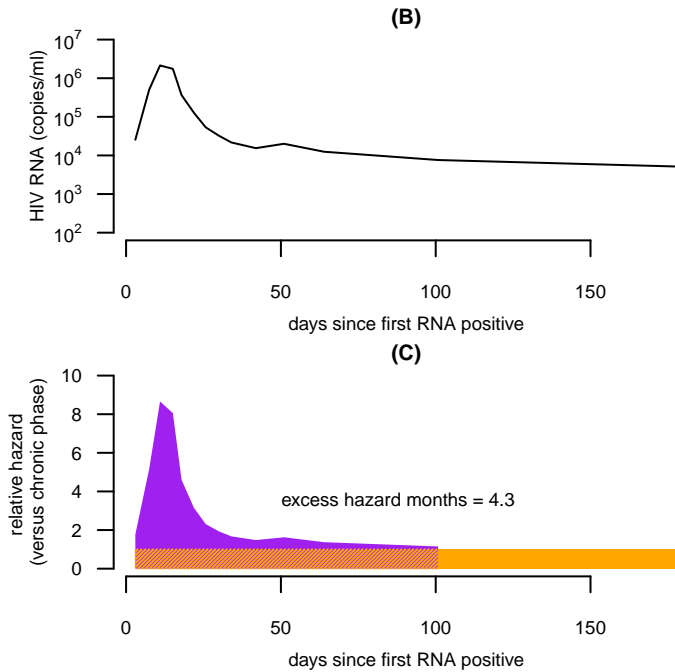 (B)
HIV RNA (copies/ml)
10^7
10^6
10^5
10^4
10^3
10^2
0 50 100 150
days since first RNA positive
(C)
relative hazard
(versus chronic phase)
10
8
6
4
2
0
excess hazard months = 4.3
0 50 100 150
days since first RNA positive